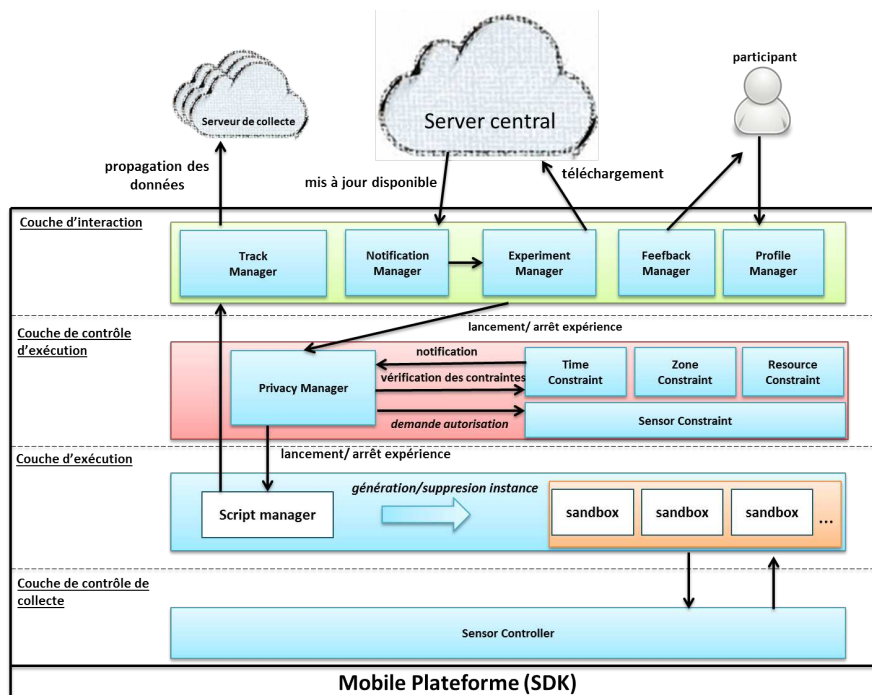 participant
Serveur de collecte
Server central
propagation des
données
mis à jour disponible
téléchargement
Couche d'interaction
Track
Manager
Notification
Manager
Experiment
Manager
Feefback
Manager
Profile
Manager
lancement/ arrêt expérience
Couche de contrôle
d'exécution
notification
Privacy Manager
vérification des contraintes
Time
Constraint
Zone
Constraint
Resource
Constraint
demande autorisation
Sensor Constraint
Couche d'exécution
lancement/ arrêt expérience
génération/suppresion instance
Script manager
sandbox
sandbox
sandbox
...
Couche de contrôle de
collecte
Sensor Controller
Mobile Plateforme (SDK)